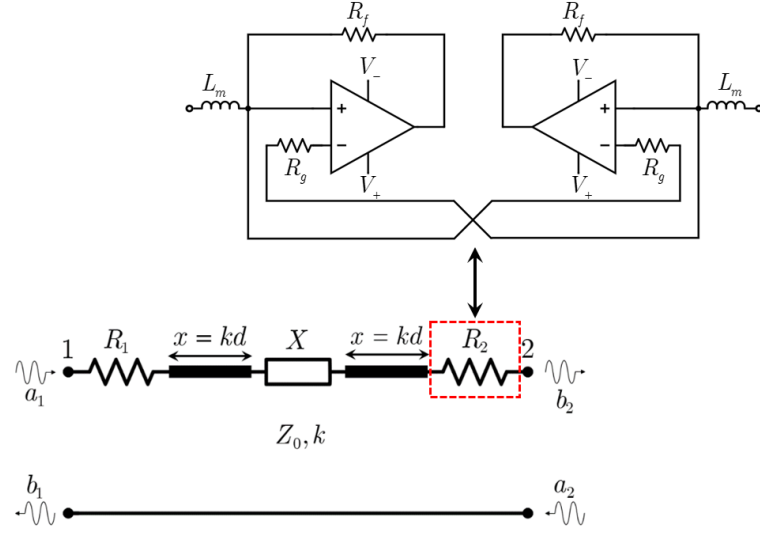 R_f R_f
V_- V_-
L_m + + L_m
- -
R_g R_g
V_+ V_+
1 R_1 x = kd X x = kd R_2 2
a_1 b_2
Z_0, k
b_1 a_2